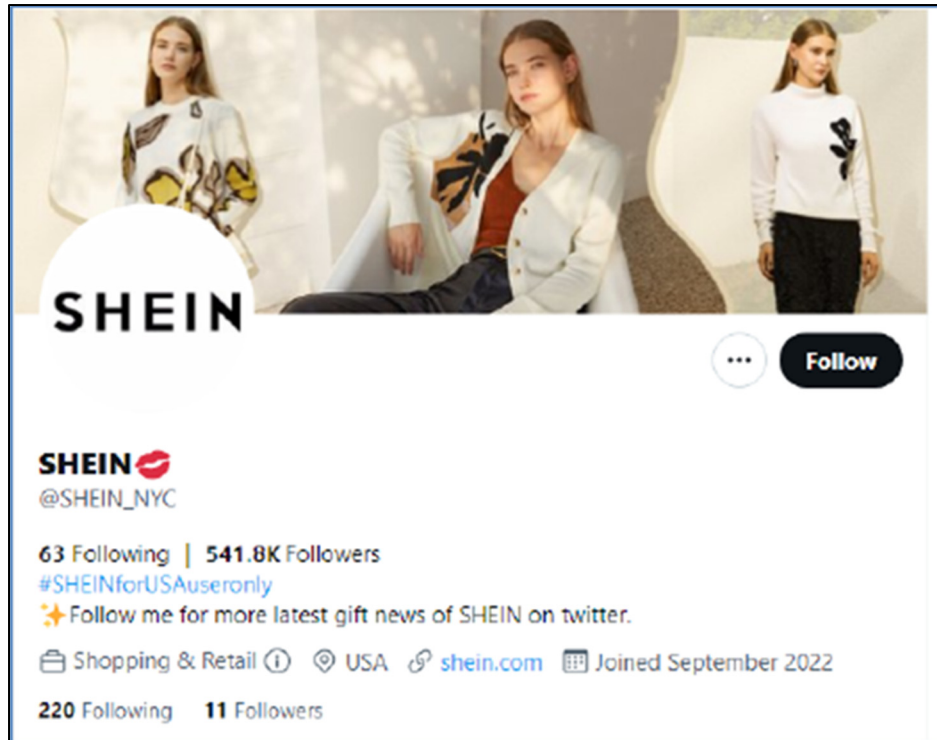 SHEIN
Follow
SHEIN💋
@SHEIN_NYC
63 Following | 541.8K Followers
#SHEINforUSAuseronly
✨Follow me for more latest gift news of SHEIN on twitter.
Shopping & Retail USA shein.com Joined September 2022
220 Following 11 Followers